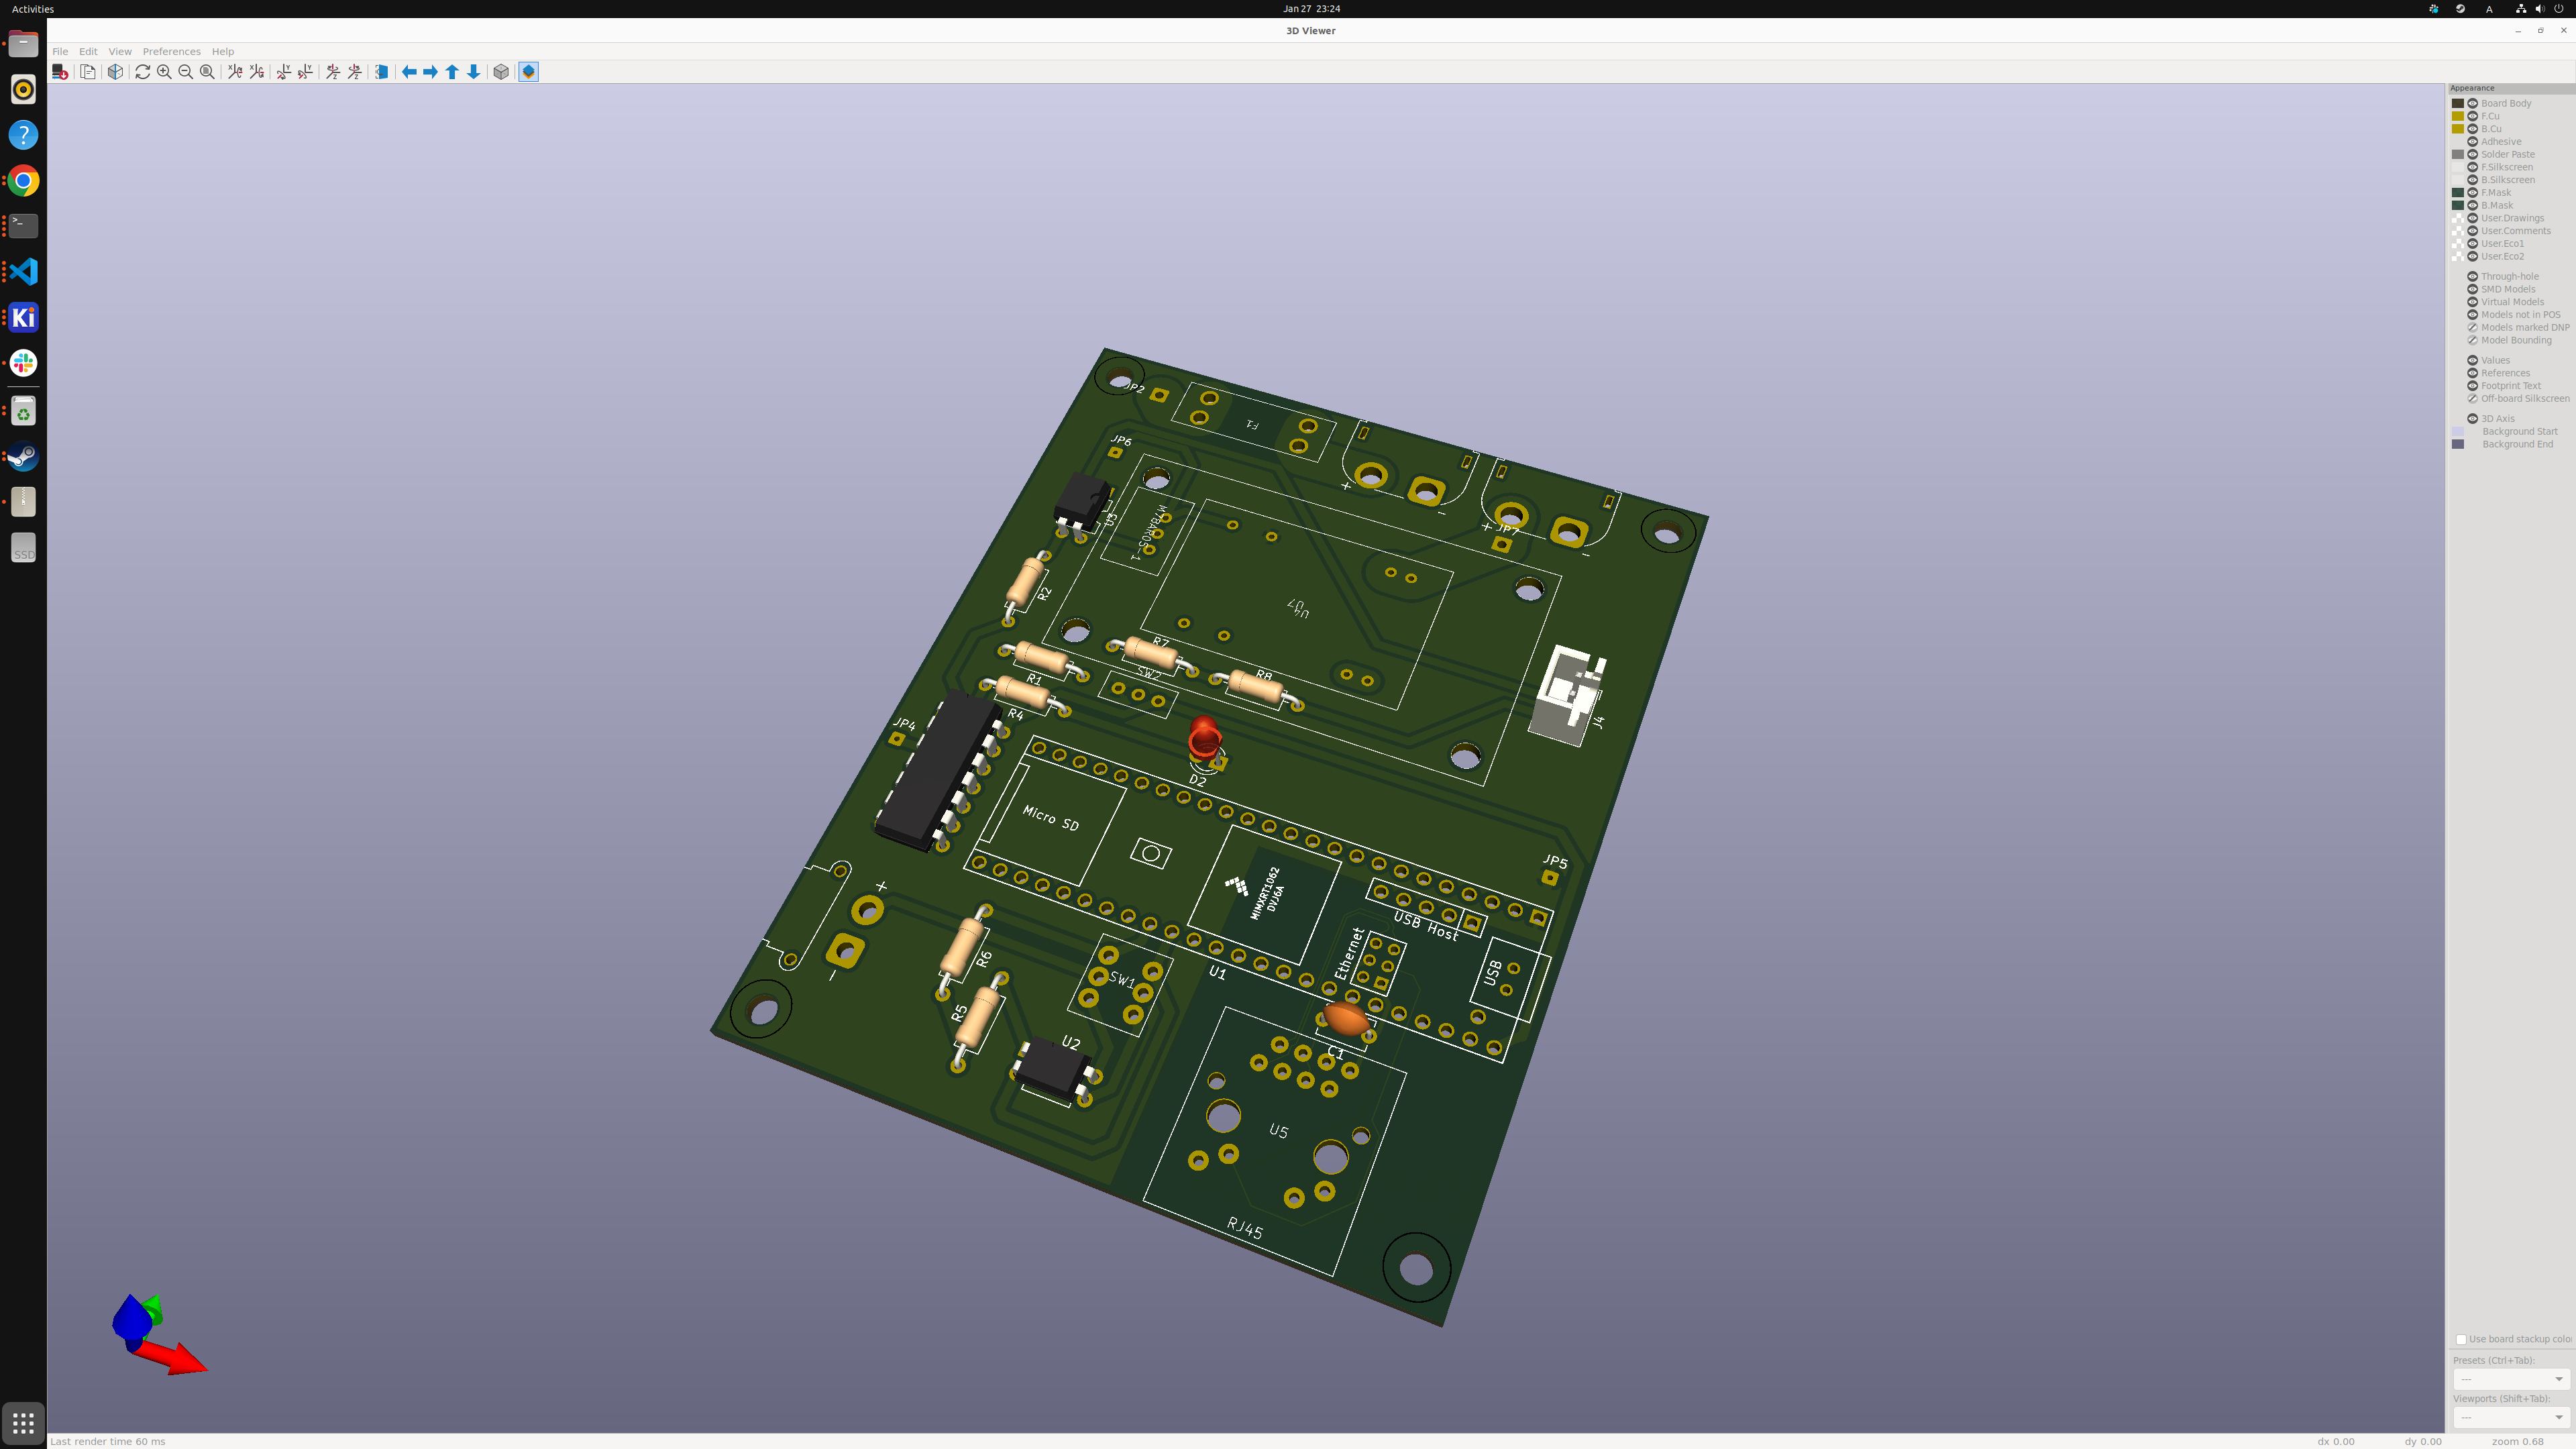 Activities
Jan 27 23:24
A
3D Viewer
File Edit View Preferences Help
Appearance
Board Body
F.Cu
B.Cu
Adhesive
Solder Paste
F.Silkscreen
B.Silkscreen
F.Mask
B.Mask
User.Drawings
User.Comments
User.Eco1
User.Eco2
Through-hole
SMD Models
Virtual Models
Models not in POS
Models marked DNP
Model Bounding
Values
References
Footprint Text
Off-board Silkscreen
3D Axis
Background Start
Background End
>_
Ki
SSD
JP2
F1
JP6
+
-
U3
+
JP7
-
R2
R7
R1
SW2
R8
R4
J4
JP4
D2
Micro SD
JP5
MIMXRT1062
DVJ6A
+
USB Host
-
R6
Ethernet
USB
SW1
U1
R5
U2
C1
U5
RJ45
Use board stackup colo
Presets (Ctrl+Tab):
---
Viewports (Shift+Tab):
---
Last render time 60 ms
dx 0.00
dy 0.00
zoom 0.68